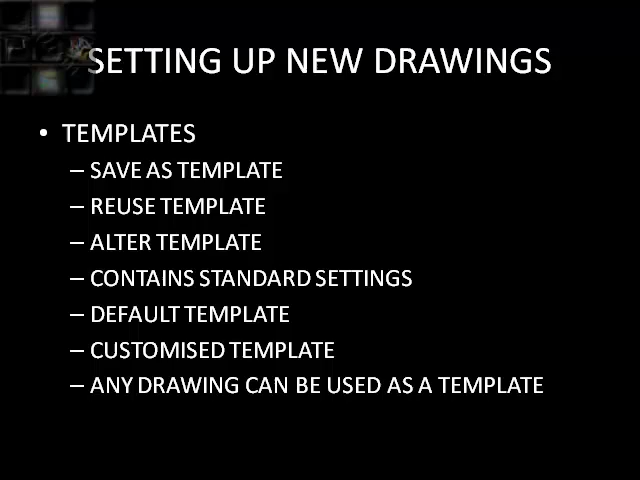 SETTING UP NEW DRAWINGS
• TEMPLATES
– SAVE AS TEMPLATE
– REUSE TEMPLATE
– ALTER TEMPLATE
– CONTAINS STANDARD SETTINGS
– DEFAULT TEMPLATE
– CUSTOMISED TEMPLATE
– ANY DRAWING CAN BE USED AS A TEMPLATE